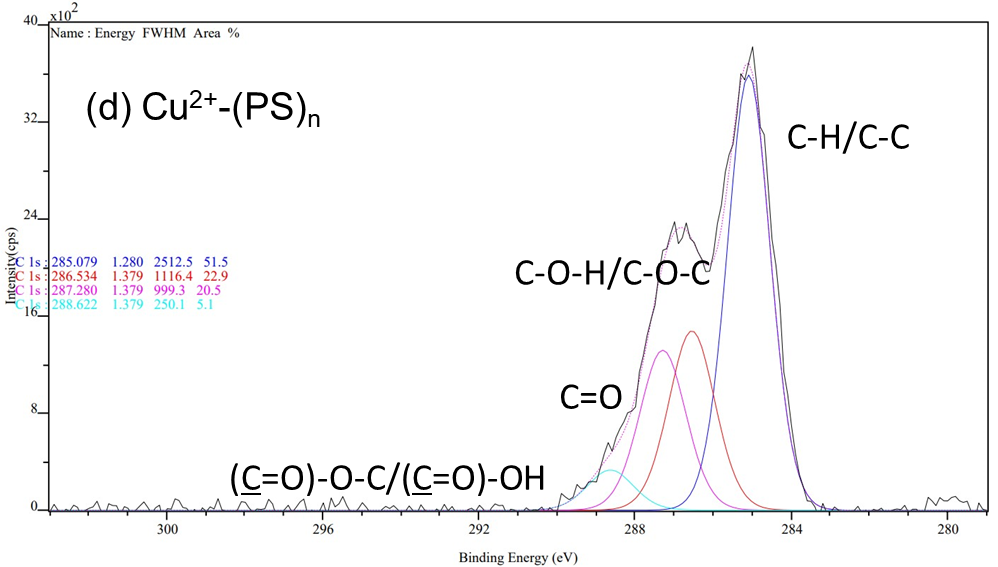 x10²
40
Name : Energy FWHM Area %
(d) Cu²⁺-(PS)ₙ
32
C-H/C-C
24
Intensity(cps)
C 1s : 285.079 1.280 2512.5 51.5
C 1s : 286.534 1.379 1116.4 22.9
C 1s : 287.280 1.379 999.3 20.5
C 1s : 288.622 1.379 250.1 5.1
C-O-H/C-O-C
16
C=O
8
(C=O)-O-C/(C=O)-OH
0
300 296 292 288 284 280
Binding Energy (eV)